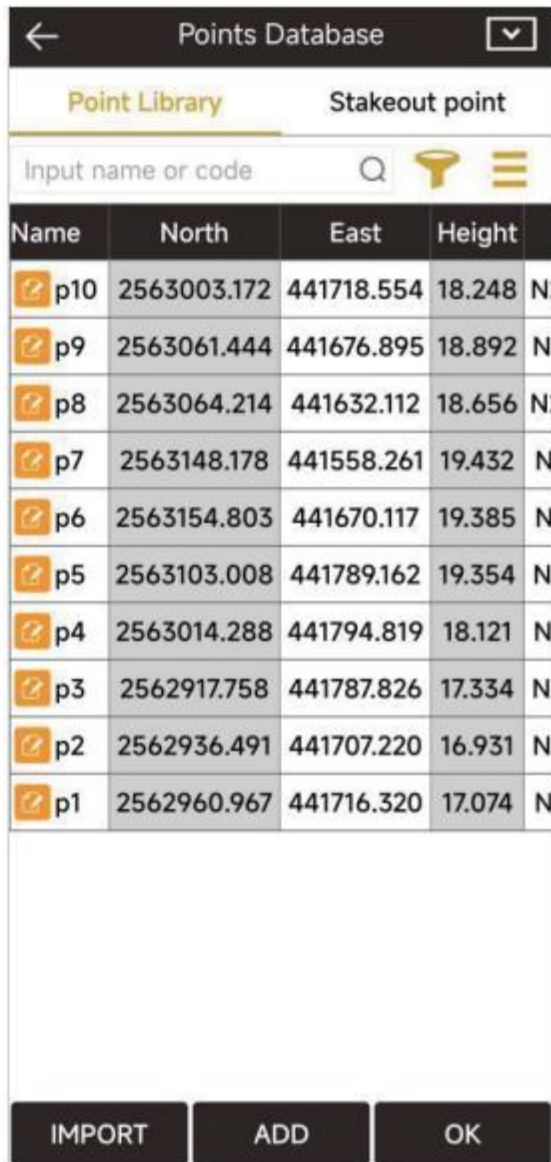 Points Database
Point Library Stakeout point
Input name or code
Name North East Height
p10 2563003.172 441718.554 18.248 N
p9 2563061.444 441676.895 18.892 N
p8 2563064.214 441632.112 18.656 N
p7 2563148.178 441558.261 19.432 N
p6 2563154.803 441670.117 19.385 N
p5 2563103.008 441789.162 19.354 N
p4 2563014.288 441794.819 18.121 N
p3 2562917.758 441787.826 17.334 N
p2 2562936.491 441707.220 16.931 N
p1 2562960.967 441716.320 17.074 N
IMPORT ADD OK